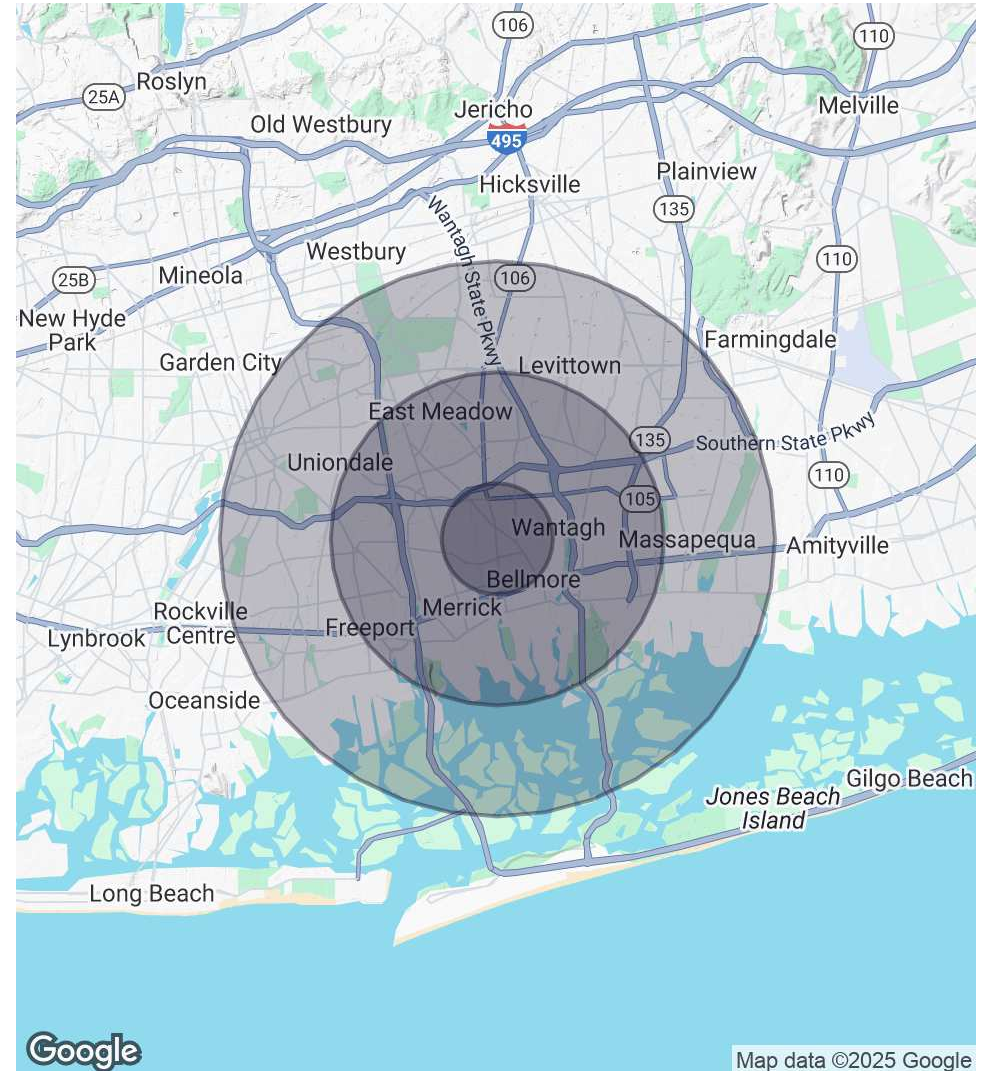 106
110
Roslyn
25A
Jericho
Melville
Old Westbury
495
Plainview
Hicksville
135
Wantagh State Pkwy
Westbury
110
Mineola
25B
106
New Hyde
Park
Farmingdale
Garden City
Levittown
East Meadow
135
Southern State Pkwy
Uniondale
110
105
Wantagh
Massapequa
Amityville
Bellmore
Merrick
Rockville
Centre
Freeport
Lynbrook
Oceanside
Gilgo Beach
Jones Beach
Island
Long Beach
Google
Map data ©2025 Google